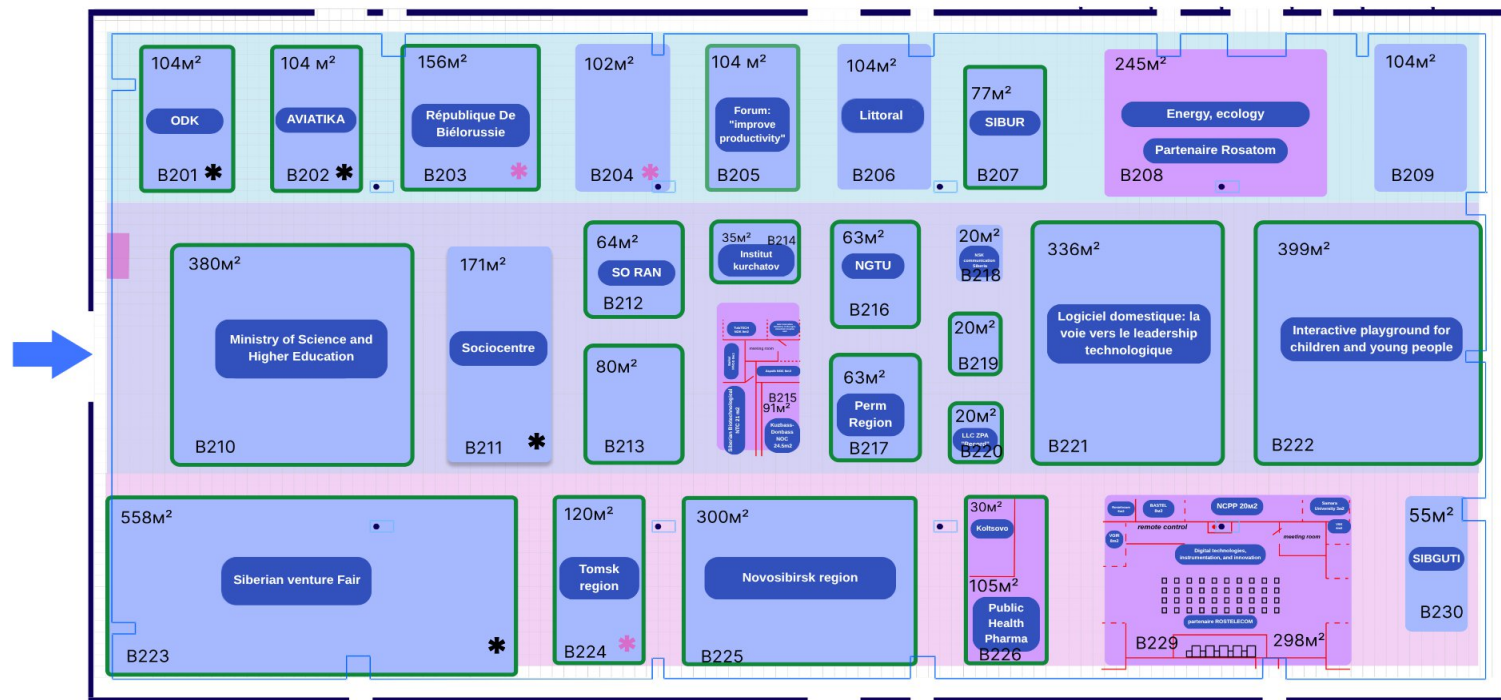 104м²
ODK
B201 *
104 м²
AVIATIKA
B202 *
156м²
République De
Biélorussie
B203 *
102м²
B204 *
104 м²
Forum:
"improve
productivity"
B205
104м²
Littoral
B206
77м²
SIBUR
B207
245м²
Energy, ecology
Partenaire Rosatom
B208
104м²
B209
380м²
Ministry of Science and
Higher Education
B210
171м²
Sociocentre
B211 *
64м²
SO RAN
B212
80м²
B213
35м² B214
Institut
kurchatov
meeting room
B215
91м²
Siberian Biotechnological
NTC 21 m2
Kuzbass-
Donbass
NOC
24.5m2
63м²
NGTU
B216
63м²
Perm
Region
B217
20м²
B218
20м²
B219
20м²
LLC ZPA
B220
336м²
Logiciel domestique: la
voie vers le leadership
technologique
B221
399м²
Interactive playground for
children and young people
B222
558м²
Siberian venture Fair
B223 *
120м²
Tomsk
region
B224 *
300м²
Novosibirsk region
B225
30м²
Koltsovo
105м²
Public
Health
Pharma
B226
BASTEL
NCPP 20м2
remote control
meeting room
Digital technologies,
instrumentation, and innovation
partenaire ROSTELECOM
B229
298м²
55м²
SIBGUTI
B230